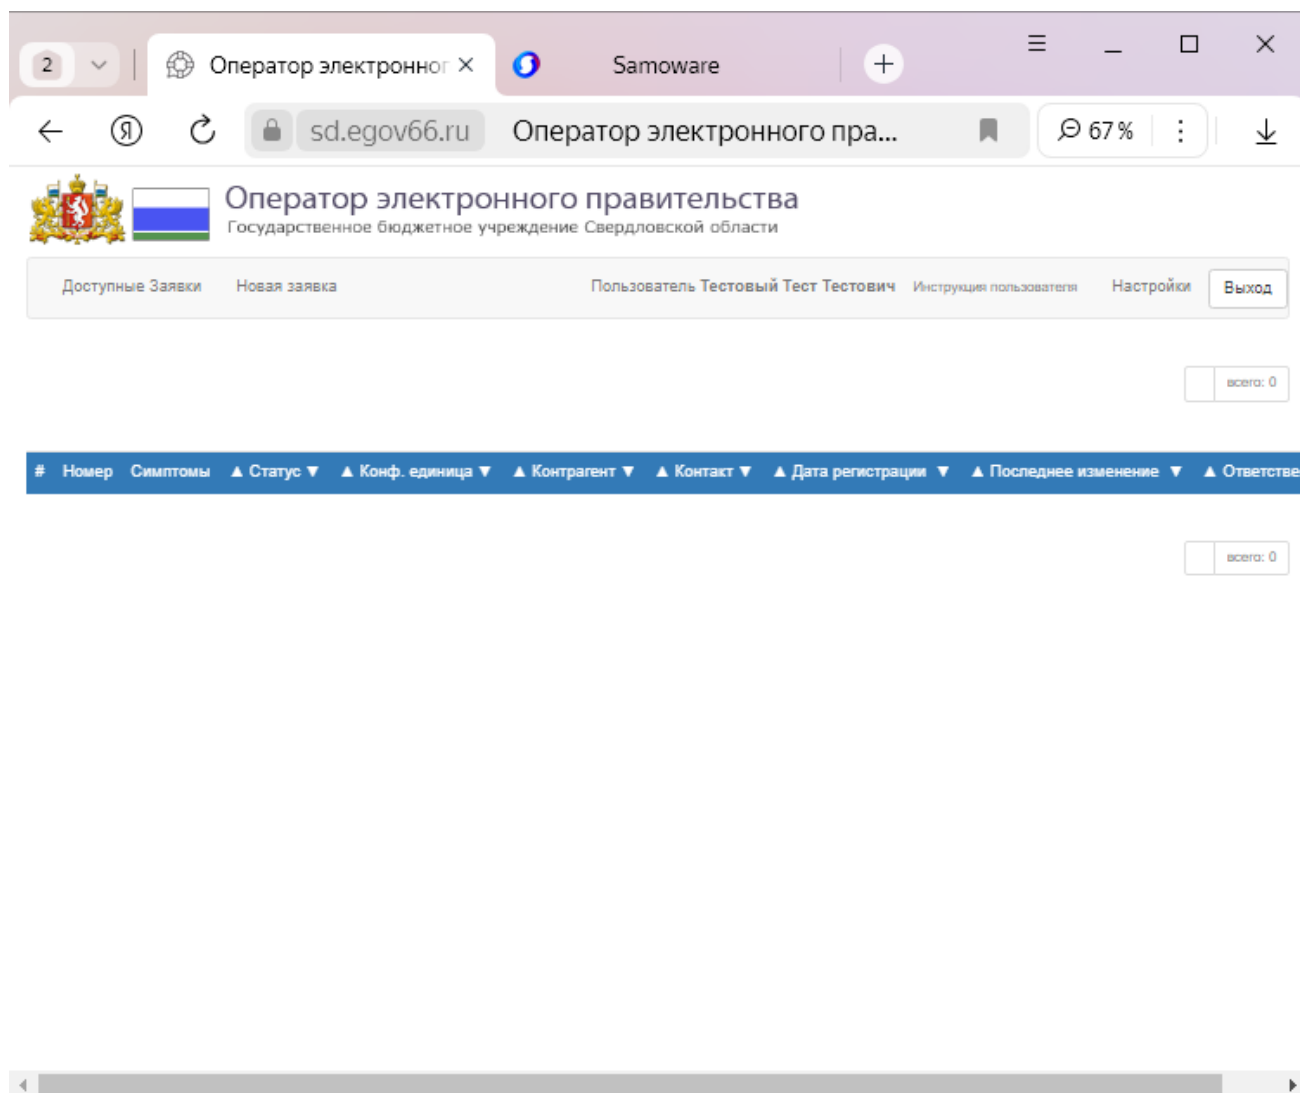 2 Оператор электронног Samoware
Я sd.egov66.ru Оператор электронного пра... 67 %
Оператор электронного правительства
Государственное бюджетное учреждение Свердловской области
Доступные Заявки Новая заявка Пользователь Тестовый Тест Тестович Инструкция пользователя Настройки Выход
всего: 0
# Номер Симптомы ▲ Статус ▼ ▲ Конф. единица ▼ ▲ Контрагент ▼ ▲ Контакт ▼ ▲ Дата регистрации ▼ ▲ Последнее изменение ▼ ▲ Ответстве
всего: 0